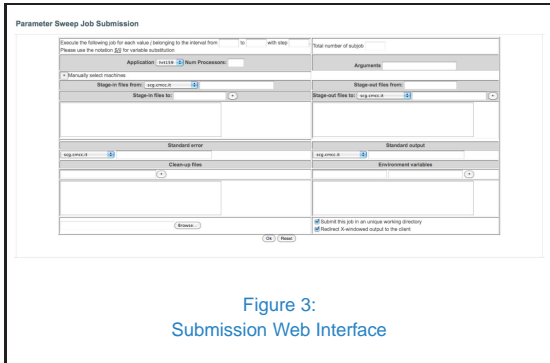 Parameter Sweep Job Submission
Execute the following job for each value i belonging to the interval from to with step
Please use the notation $/i/ for variable substitution
Total number of subjob
Application Num Processors:
Arguments
+ Manually select machines
Stage-in files from: scg.cmcc.it
Stage-out files from:
Stage-in files to: +
Stage-out files to: scg.cmcc.it +
Standard error
Standard output
scg.cmcc.it
scg.cmcc.it
Clean-up files
Environment variables
+
+
Browse...
Submit this job in an unique working directory
Redirect X-windowed output to the client
Ok Reset
Figure 3:
Submission Web Interface